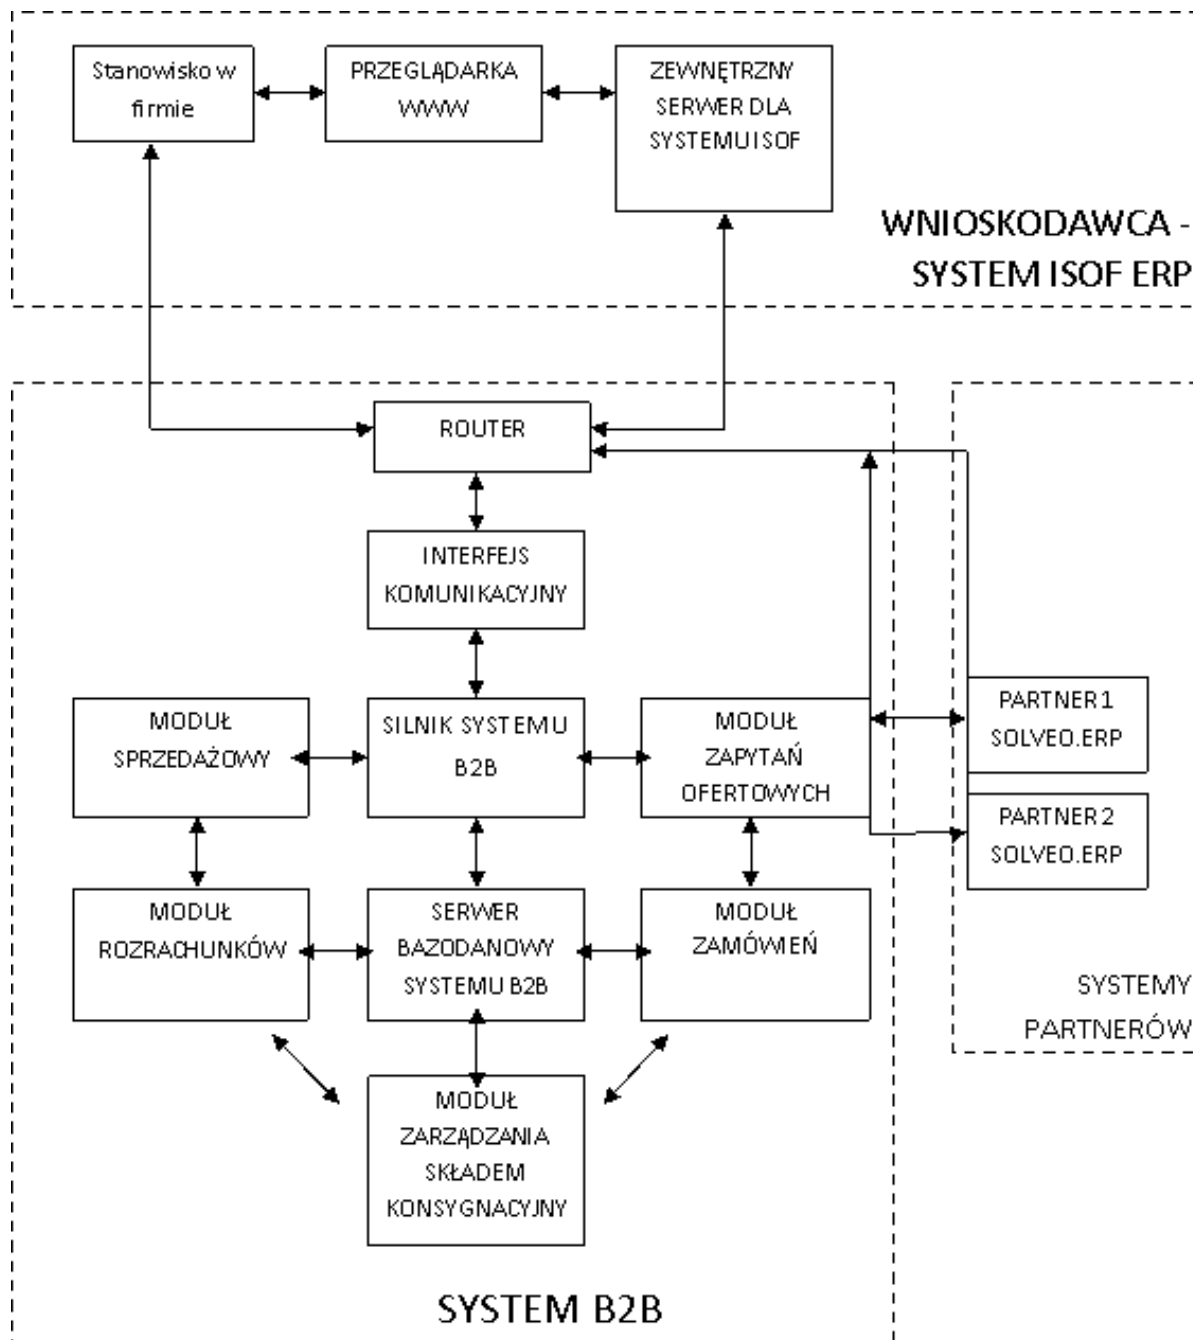 Stanowisko w
firmie
PRZEGLĄDARKA
WWW
ZEWNĘTRZNY
SERWER DLA
SYSTEMU ISOF
WNIOSKODAWCA -
SYSTEM ISOF ERP
ROUTER
INTERFEJS
KOMUNIKACYJNY
MODUŁ
SPRZEDAŻOWY
SILNIK SYSTEMU
B2B
MODUŁ
ZAPYTAŃ
OFERTOWYCH
PARTNER 1
SOLVEO.ERP
PARTNER 2
SOLVEO.ERP
MODUŁ
ROZRACHUNKÓW
SERWER
BAZODANOWY
SYSTEMU B2B
MODUŁ
ZAMÓWIEŃ
SYSTEMY
PARTNERÓW
MODUŁ
ZARZĄDZANIA
SKŁADEM
KONSYGNACYJNY
SYSTEM B2B